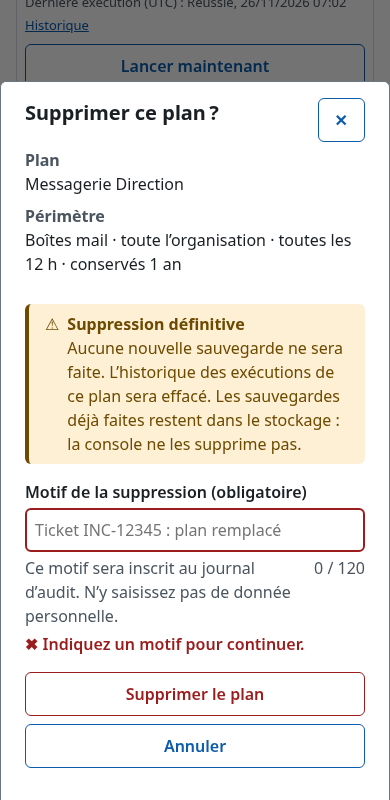 Dernière exécution (UTC) : Réussie, 26/11/2026 07:02
Historique
Lancer maintenant
Supprimer ce plan ?
×
Plan
Messagerie Direction
Périmètre
Boîtes mail · toute l’organisation · toutes les
12 h · conservés 1 an
⚠ Suppression définitive
Aucune nouvelle sauvegarde ne sera
faite. L’historique des exécutions de
ce plan sera effacé. Les sauvegardes
déjà faites restent dans le stockage :
la console ne les supprime pas.
Motif de la suppression (obligatoire)
Ticket INC-12345 : plan remplacé
Ce motif sera inscrit au journal 0 / 120
d’audit. N’y saisissez pas de donnée
personnelle.
✖ Indiquez un motif pour continuer.
Supprimer le plan
Annuler